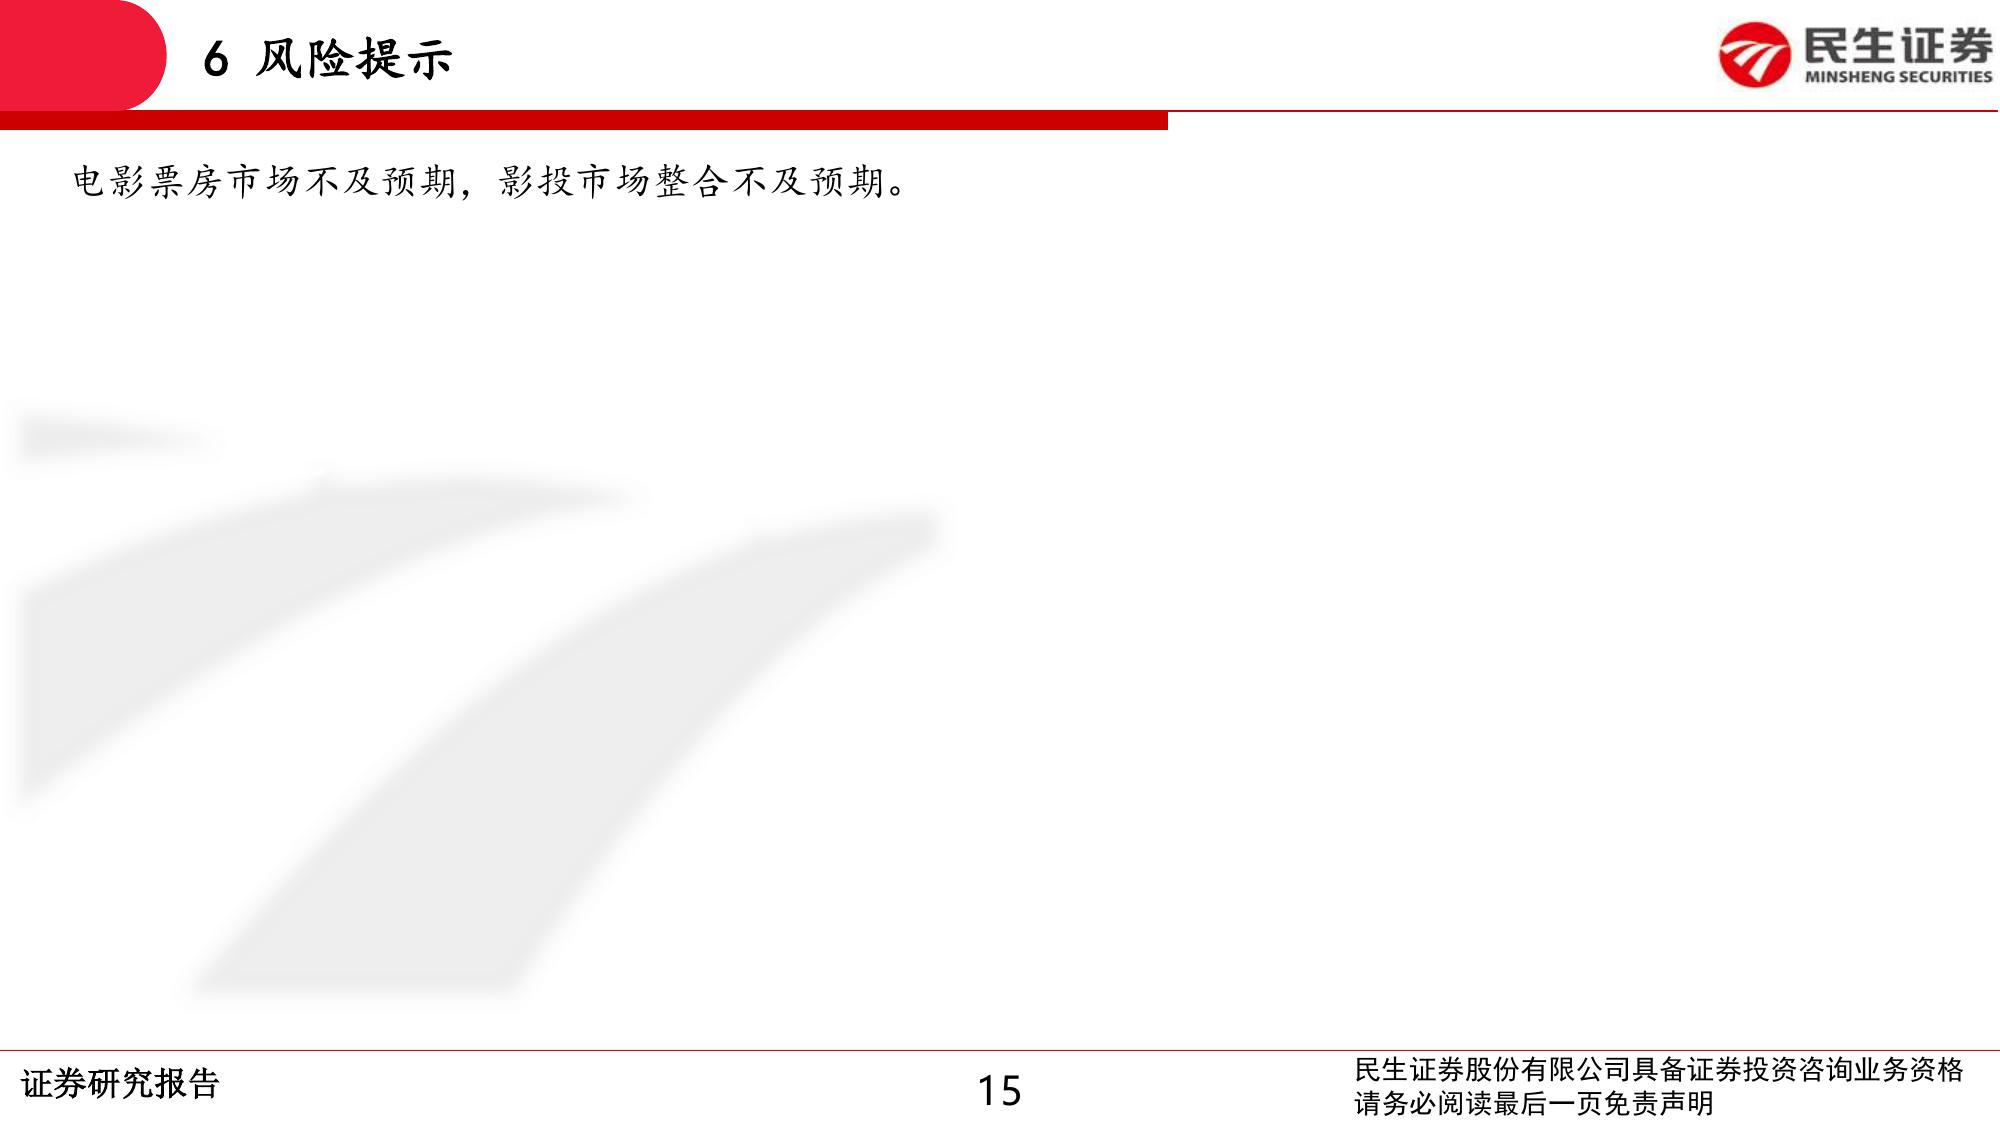 6 风险提示
民生证券
MINSHENG SECURITIES
电影票房市场不及预期，影投市场整合不及预期。
证券研究报告
15
民生证券股份有限公司具备证券投资咨询业务资格
请务必阅读最后一页免责声明